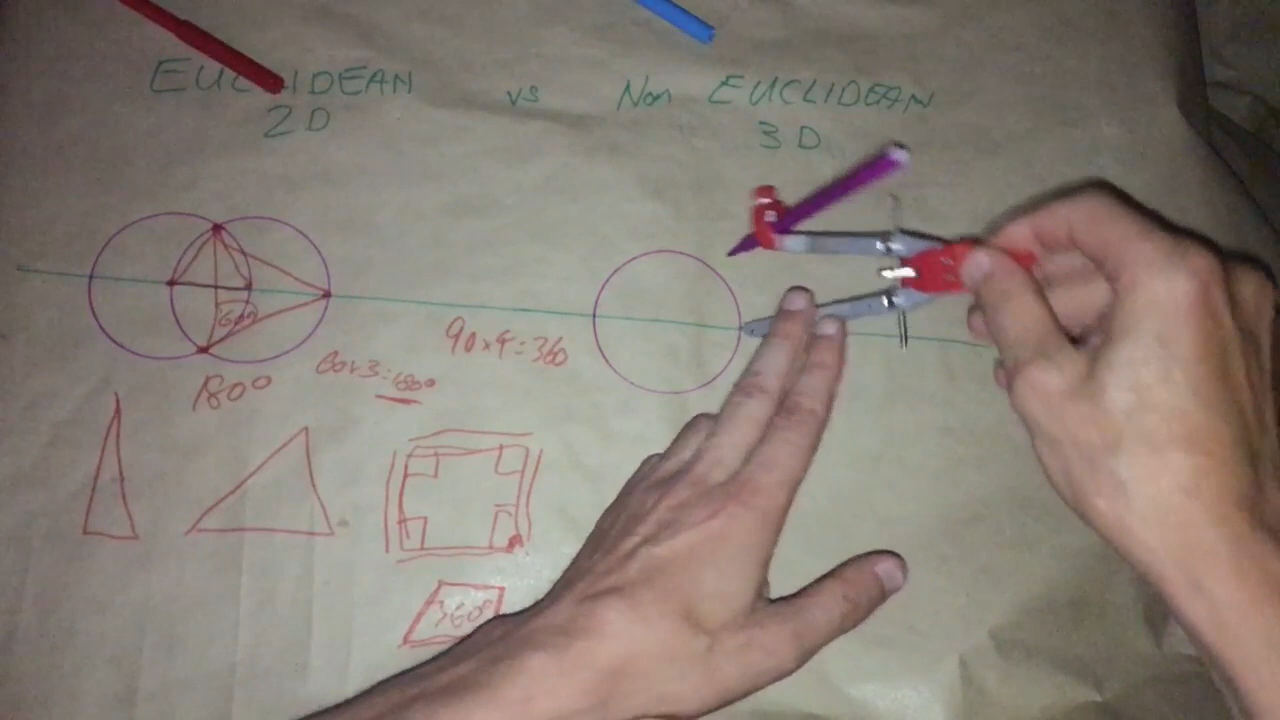 EUCLIDEAN vs Non EUCLIDEAN
2D 3D
60°
90x4=360
60x3=180°
180°
360°